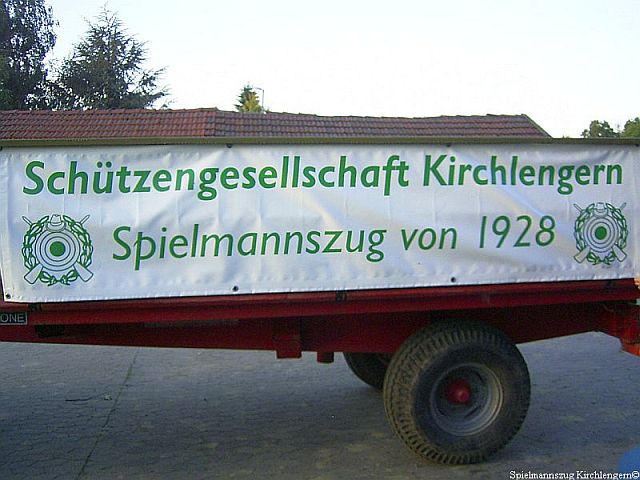 Schützengesellschaft Kirchlengern
Spielmannszug von 1928
ONE
Spielmannszug Kirchlengern©